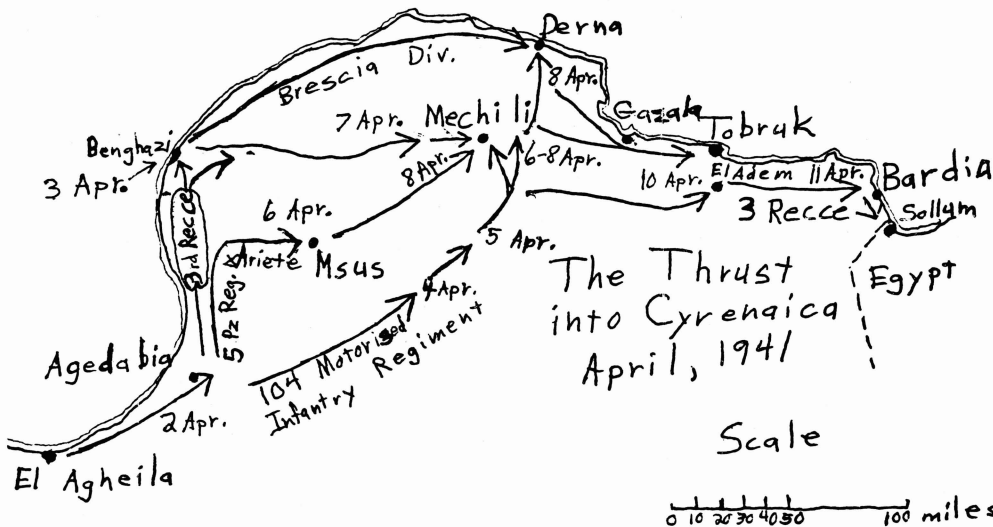 Derna
8 Apr.
Brescia Div.
Gazala
Tobruk
7 Apr.
Mechili
Benghazi
3 Apr.
6-8 Apr.
8 Apr.
10 Apr.
El Adem
11 Apr.
Bardia
3 Recce
Sollum
3rd Recce
6 Apr.
Ariete
Msus
5 Pz Reg. &
5 Apr.
4 Apr.
Egypt
The Thrust
into Cyrenaica
April, 1941
Agedabia
104 Motorised
Infantry Regiment
2 Apr.
El Agheila
Scale
0 10 20 30 40 50 100 miles